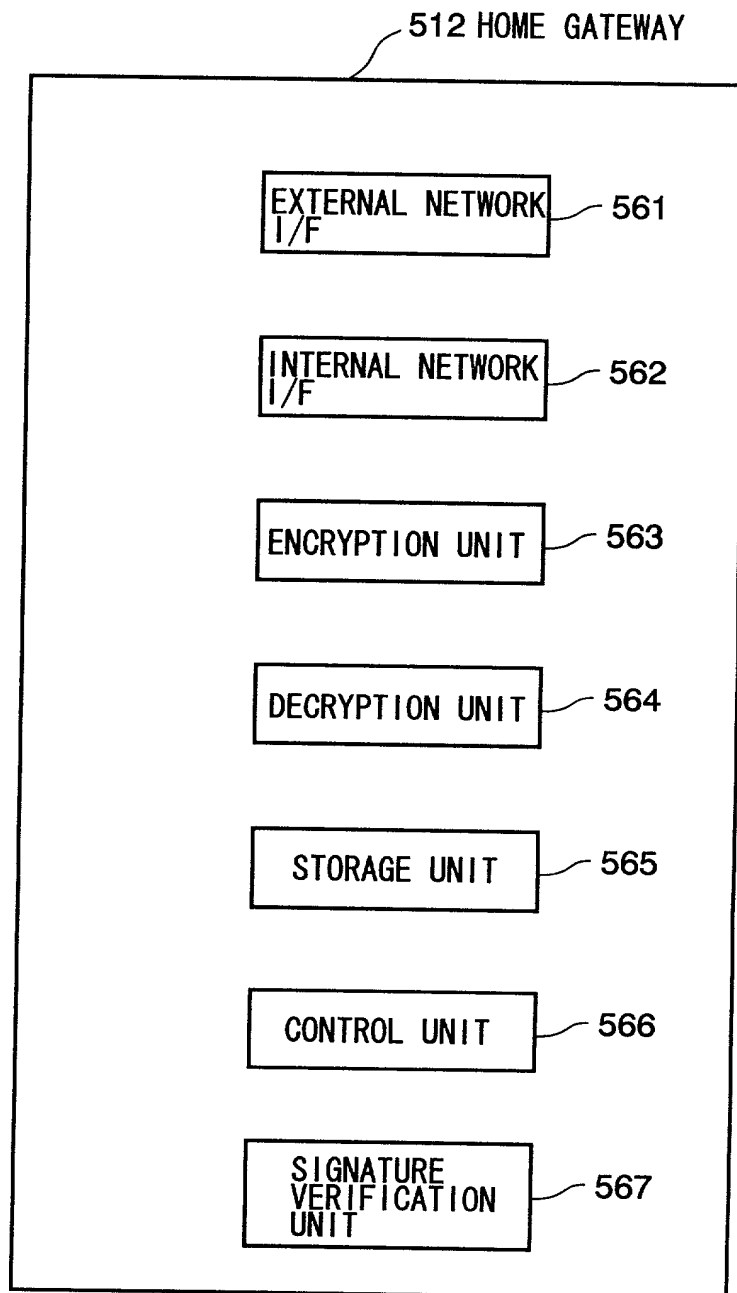 512 HOME GATEWAY
EXTERNAL NETWORK
I/F
561
INTERNAL NETWORK
I/F
562
ENCRYPTION UNIT
563
DECRYPTION UNIT
564
STORAGE UNIT
565
CONTROL UNIT
566
SIGNATURE
VERIFICATION
UNIT
567